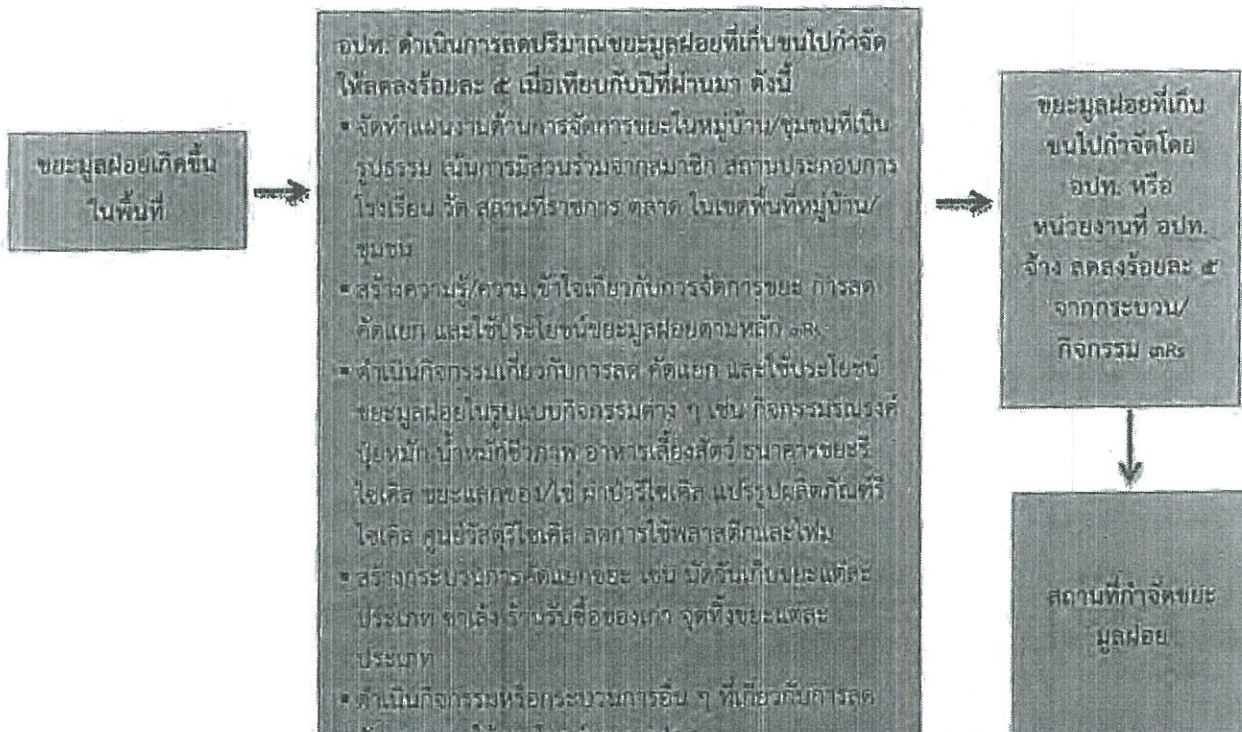 ขยะมูลฝอยเกิดขึ้น
ในพื้นที่
อปท. ดำเนินการลดปริมาณขยะมูลฝอยที่เก็บขนไปกำจัด
ให้ลดลงร้อยละ ๕ เมื่อเทียบกับปีที่ผ่านมา ดังนี้
▪ จัดทำแผนงานด้านการจัดการขยะในหมู่บ้าน/ชุมชนที่เป็น
รูปธรรม เน้นการมีส่วนร่วมจากสมาชิก สถานประกอบการ
โรงเรียน วัด สถานที่ราชการ ตลาด ในเขตพื้นที่หมู่บ้าน/
ชุมชน
▪ สร้างความรู้/ความเข้าใจเกี่ยวกับการจัดการขยะ การลด
คัดแยก และใช้ประโยชน์ขยะมูลฝอยตามหลัก ๓Rs
▪ ดำเนินกิจกรรมเกี่ยวกับการลด คัดแยก และใช้ประโยชน์
ขยะมูลฝอยในรูปแบบกิจกรรมต่าง ๆ เช่น กิจกรรมรณรงค์
ปุ๋ยหมัก น้ำหมักชีวภาพ อาหารเลี้ยงสัตว์ ธนาคารขยะรี
ไซเคิล ขยะแลกของ/ไข่ ผ้าป่ารีไซเคิล แปรรูปผลิตภัณฑ์รี
ไซเคิล ศูนย์วัสดุรีไซเคิล ลดการใช้พลาสติกและโฟม
▪ สร้างกระบวนการคัดแยกขยะ เช่น นัดวันเก็บขยะแต่ละ
ประเภท ซาเล้ง ร้านรับซื้อของเก่า จุดทิ้งขยะแต่ละ
ประเภท
▪ ดำเนินกิจกรรมหรือกระบวนการอื่น ๆ ที่เกี่ยวกับการลด
ขยะมูลฝอยที่เก็บ
ขนไปกำจัดโดย
อปท. หรือ
หน่วยงานที่ อปท.
จ้าง ลดลงร้อยละ ๕
จากกระบวน/
กิจกรรม ๓Rs
สถานที่กำจัดขยะ
มูลฝอย